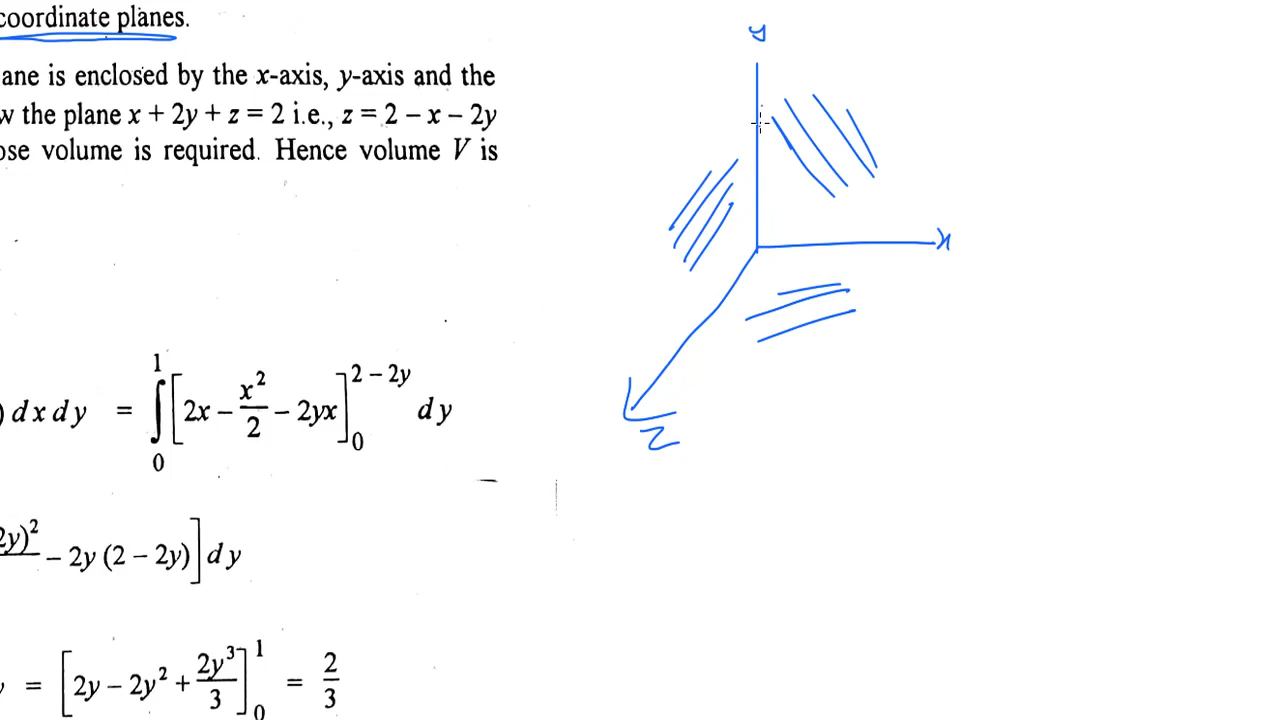 coordinate planes.
ane is enclosed by the x-axis, y-axis and the
w the plane x + 2y + z = 2 i.e., z = 2 − x − 2y
ose volume is required. Hence volume V is
) dx dy = ∫₀¹ [2x − x²/2 − 2yx]₀^{2 − 2y} dy
2y)² − 2y (2 − 2y)] dy
= [2y − 2y² + 2y³/3]₀¹ = 2/3
y
x
z